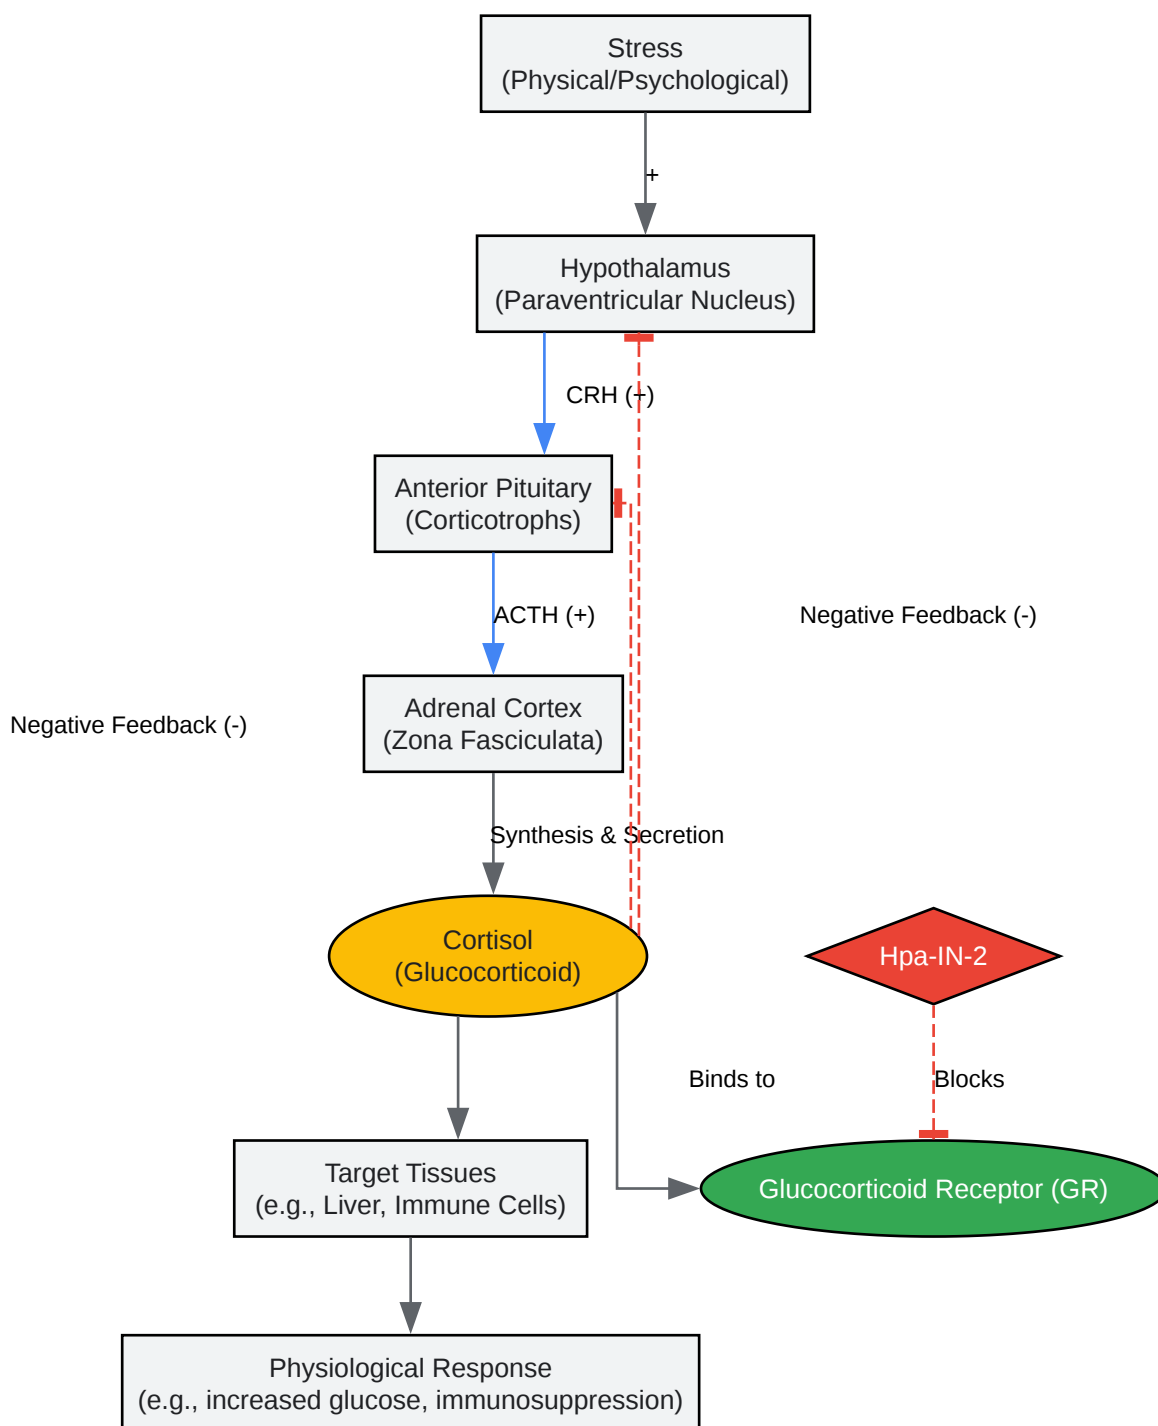 Stress
(Physical/Psychological)
+
Hypothalamus
(Paraventricular Nucleus)
CRH (+)
Anterior Pituitary
(Corticotrophs)
ACTH (+)
Negative Feedback (-)
Adrenal Cortex
(Zona Fasciculata)
Negative Feedback (-)
Synthesis & Secretion
Cortisol
(Glucocorticoid)
Hpa-IN-2
Binds to
Blocks
Target Tissues
(e.g., Liver, Immune Cells)
Glucocorticoid Receptor (GR)
Physiological Response
(e.g., increased glucose, immunosuppression)